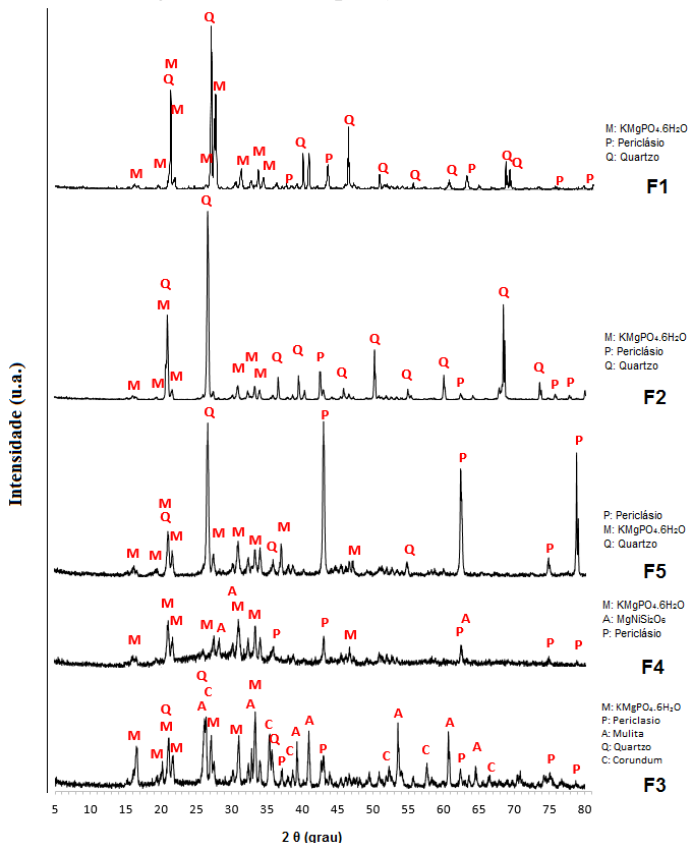 Intensidade (u.a.)
Q
M
Q
M
M
M
M
M
M
M
M
P
Q
P
Q
Q
Q
Q
P
Q
Q
P
P
M: KMgPO₄.6H₂O
P: Periclásio
Q: Quartzo
F1
M
M
Q
M
M
Q
M
M
M
Q
Q
P
Q
Q
Q
Q
P
Q
Q
P
P
M: KMgPO₄.6H₂O
P: Periclásio
Q: Quartzo
F2
M
M
M
Q
M
Q
M
M
M
Q
M
P
M
Q
P
P
P
P: Periclásio
M: KMgPO₄.6H₂O
Q: Quartzo
F5
M
M
M
M
A
A
M
M
P
P
M
P
A
P
P
M: KMgPO₄.6H₂O
A: MgNiSi₂O₆
P: Periclásio
F4
M
M
Q
M
M
Q
C
A
M
M
A
M
C
Q
P
C
A
A
P
M
C
A
C
A
P
A
C
P
P
M: KMgPO₄.6H₂O
P: Periclasio
A: Mulita
Q: Quartzo
C: Corundum
F3
5 10 15 20 25 30 35 40 45 50 55 60 65 70 75 80
2 θ (grau)